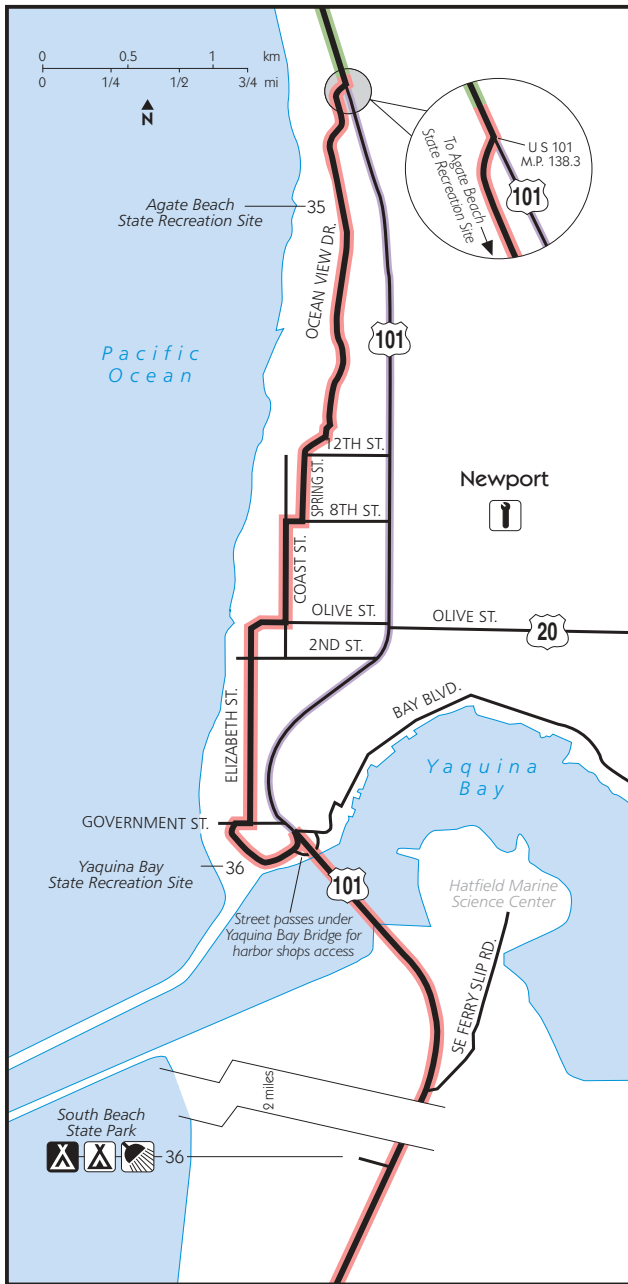 0 0.5 1 km
0 1/4 1/2 3/4 mi
N
U S 101
M.P. 138.3
To Agate Beach
State Recreation Site
101
Agate Beach
State Recreation Site
35
OCEAN VIEW DR.
101
Pacific
Ocean
12TH ST.
SPRING ST.
Newport
8TH ST.
COAST ST.
OLIVE ST.
OLIVE ST.
20
2ND ST.
BAY BLVD.
ELIZABETH ST.
Yaquina
Bay
GOVERNMENT ST.
Yaquina Bay
State Recreation Site
36
101
Hatfield Marine
Science Center
Street passes under
Yaquina Bay Bridge for
harbor shops access
SE FERRY SLIP RD.
2 miles
South Beach
State Park
36